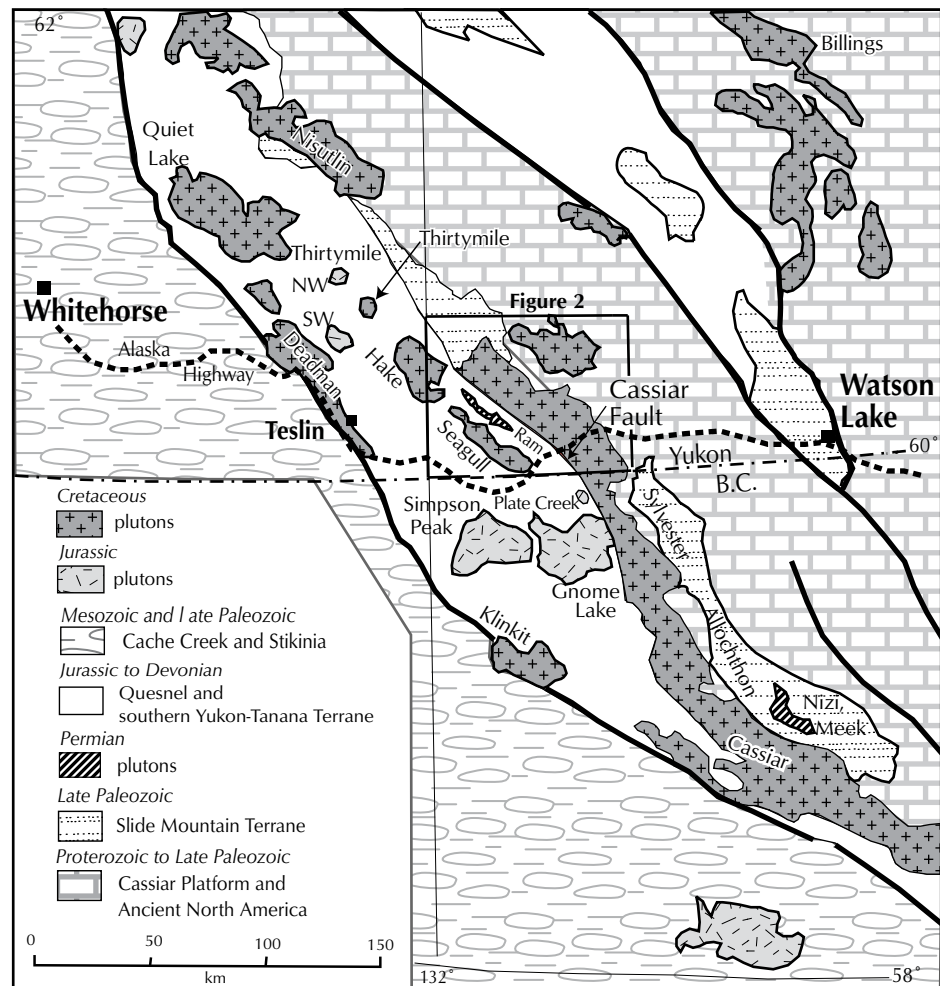 62°
Billings
Quiet
Lake
Nisutlin
Thirtymile
Thirtymile
NW
SW
Figure 2
Whitehorse
Alaska
Highway
Deadman
Hake
Teslin
Cassiar
Fault
Watson
Lake
Ram
Seagull
Yukon
60°
B.C.
Simpson
Peak
Plate Creek
Sylvester
Allochthon
Gnome
Lake
Klinkit
Nizi,
Meek
Cassiar
Cretaceous
plutons
Jurassic
plutons
Mesozoic and l ate Paleozoic
Cache Creek and Stikinia
Jurassic to Devonian
Quesnel and
southern Yukon-Tanana Terrane
Permian
plutons
Late Paleozoic
Slide Mountain Terrane
Proterozoic to Late Paleozoic
Cassiar Platform and
Ancient North America
0 50 100 150
km
132°
58°